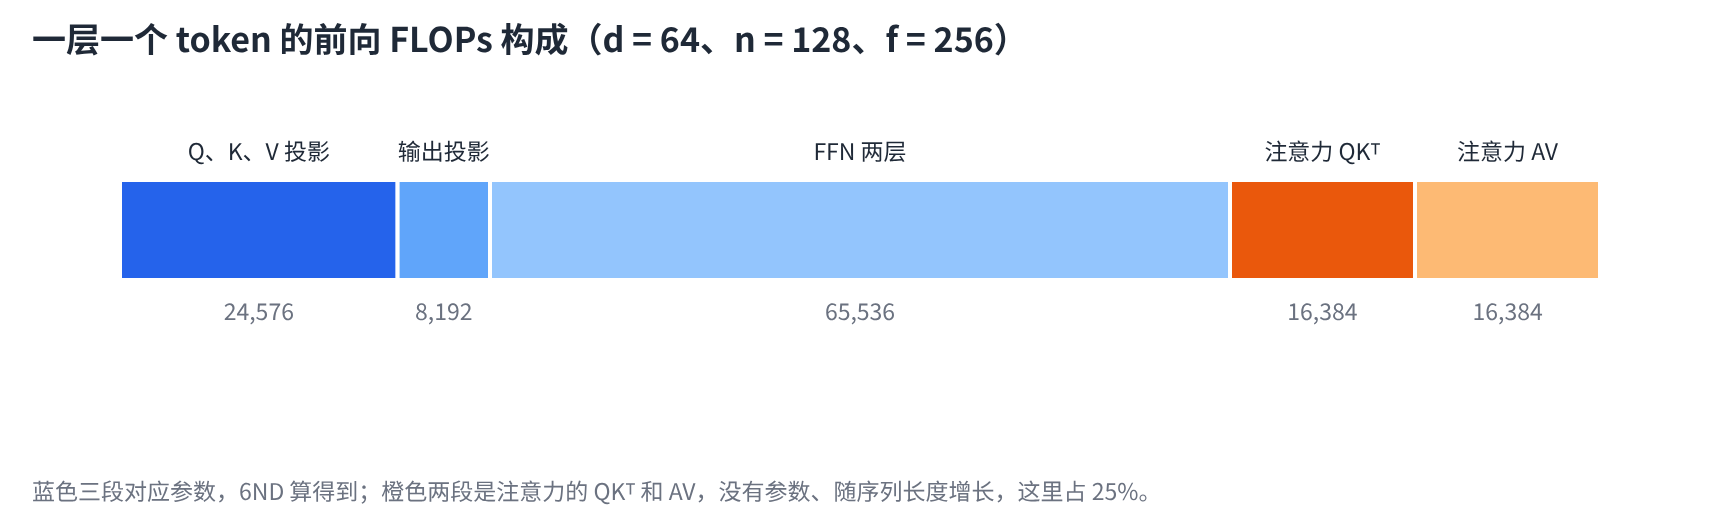 一层一个 token 的前向 FLOPs 构成（d = 64、n = 128、f = 256）
Q、K、V 投影
输出投影
FFN 两层
注意力 QKᵀ
注意力 AV
24,576
8,192
65,536
16,384
16,384
蓝色三段对应参数，6ND 算得到；橙色两段是注意力的 QKᵀ 和 AV，没有参数、随序列长度增长，这里占 25%。